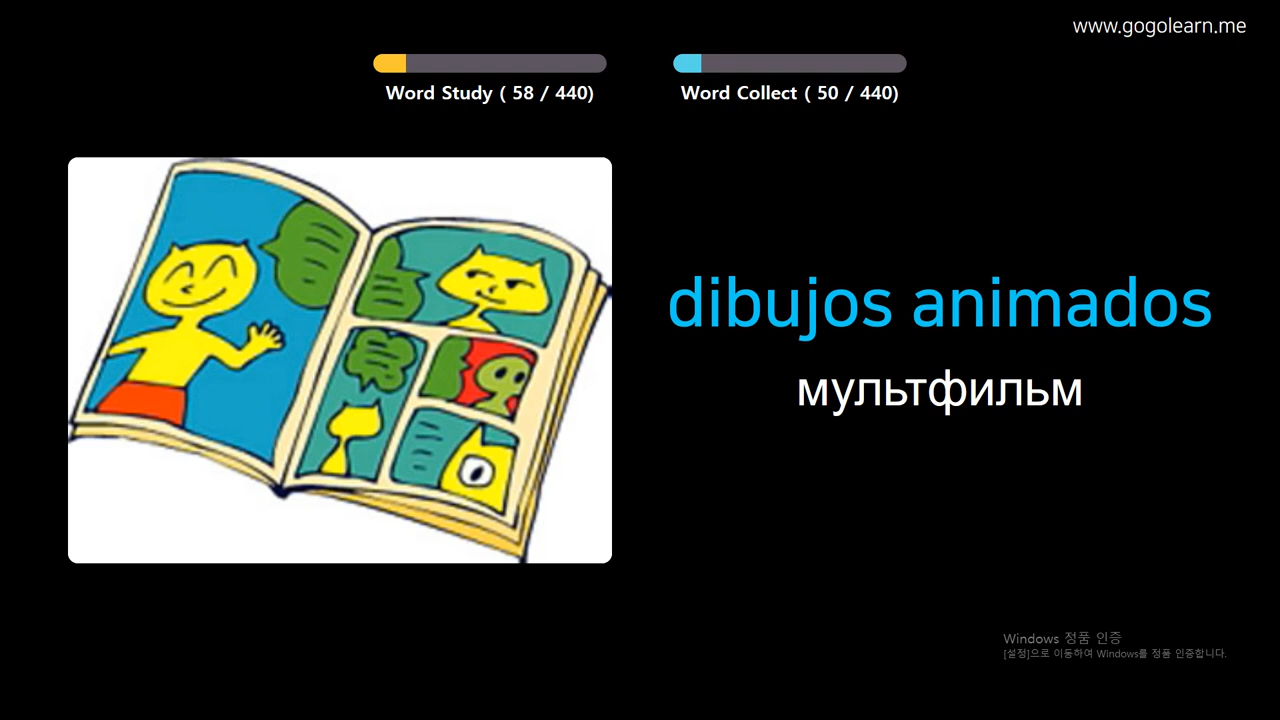 www.gogolearn.me
Word Study ( 58 / 440)
Word Collect ( 50 / 440)
dibujos animados
мультфильм
Windows 정품 인증
[설정]으로 이동하여 Windows를 정품 인증합니다.